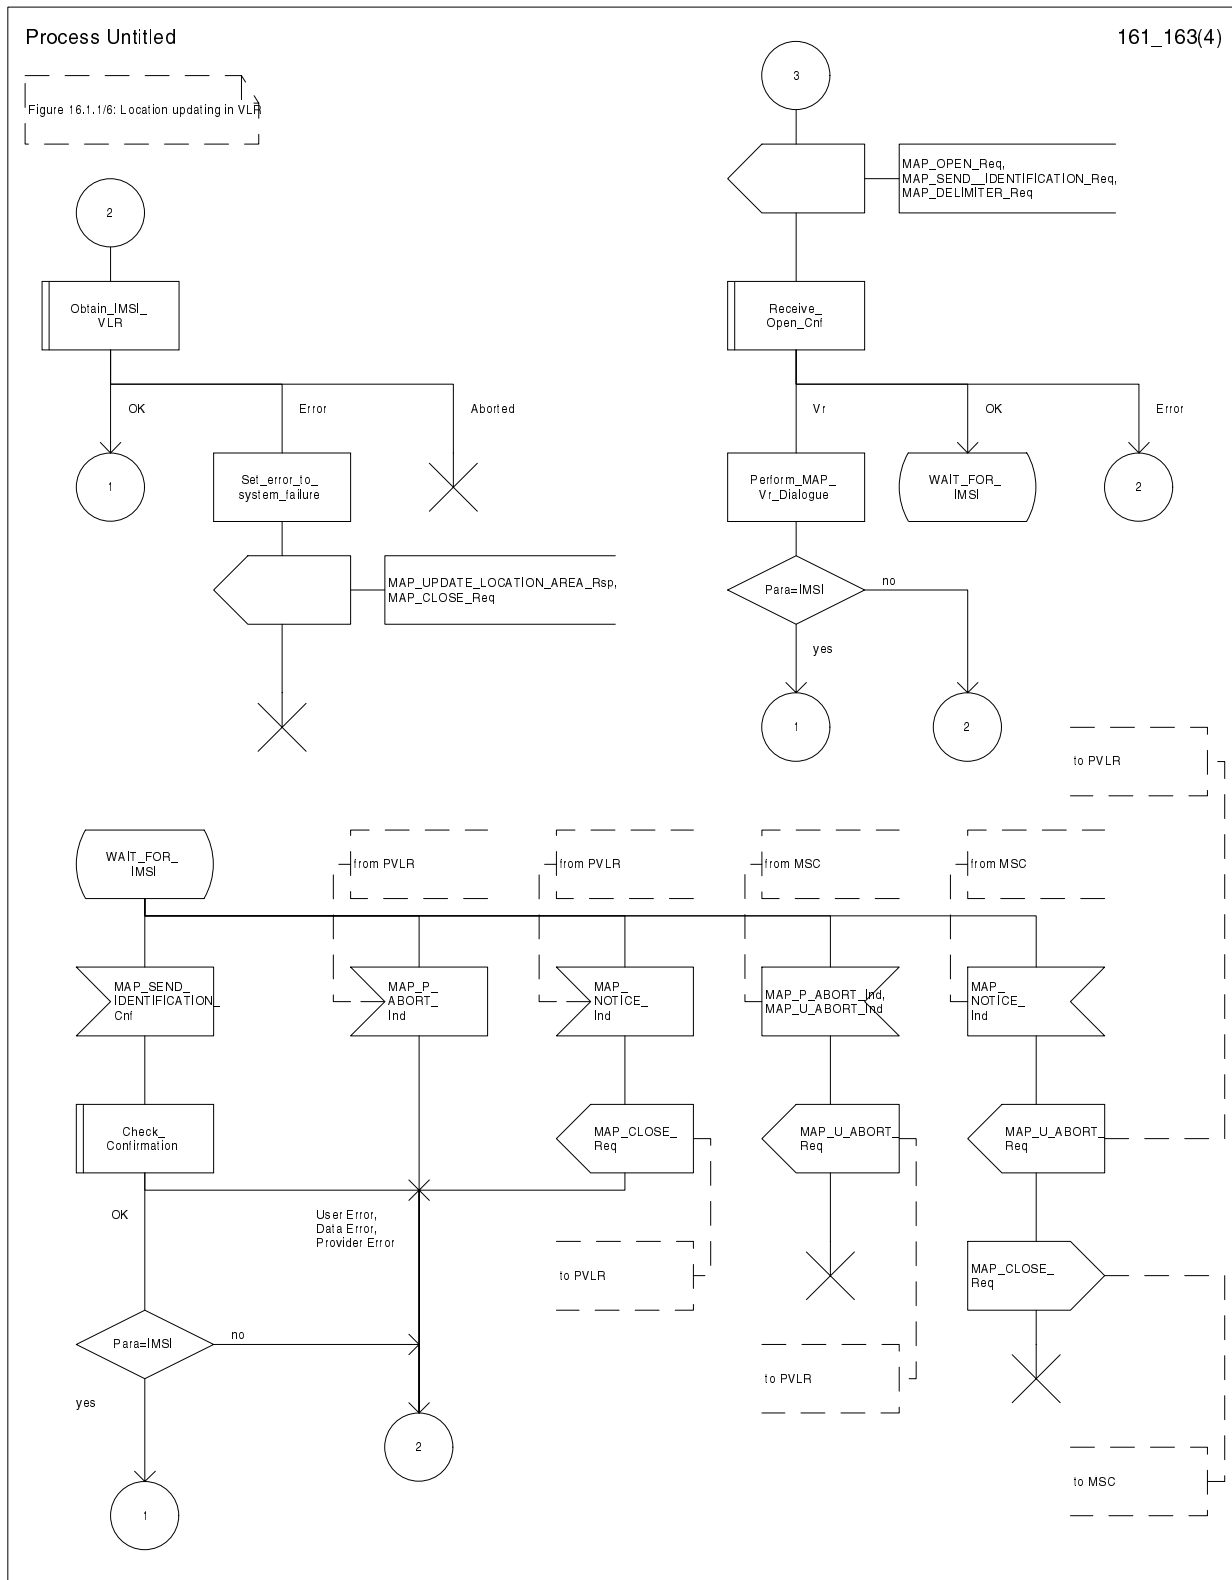 Process Untitled
161_163(4)
Figure 16.1.1/6: Location updating in VLR
3
MAP_OPEN_Req,
MAP_SEND__IDENTIFICATION_Req,
MAP_DELIMITER_Req
2
Obtain_IMSI_
VLR
Receive_
Open_Cnf
OK
Error
Aborted
Vr
OK
Error
1
Set_error_to_
system_failure
Perform_MAP_
Vr_Dialogue
WAIT_FOR_
IMSI
2
MAP_UPDATE_LOCATION_AREA_Rsp,
MAP_CLOSE_Req
Para=IMSI
no
yes
1
2
to PVLR
WAIT_FOR_
IMSI
from PVLR
from PVLR
from MSC
from MSC
MAP_SEND_
IDENTIFICATION_
Cnf
MAP_P_
ABORT_
Ind
MAP_
NOTICE_
Ind
MAP_P_ABORT_Ind,
MAP_U_ABORT_Ind
MAP_
NOTICE_
Ind
Check_
Confirmation
MAP_CLOSE_
Req
MAP_U_ABORT_
Req
MAP_U_ABORT_
Req
OK
User Error,
Data Error,
Provider Error
to PVLR
MAP_CLOSE_
Req
Para=IMSI
no
yes
to PVLR
2
to MSC
1